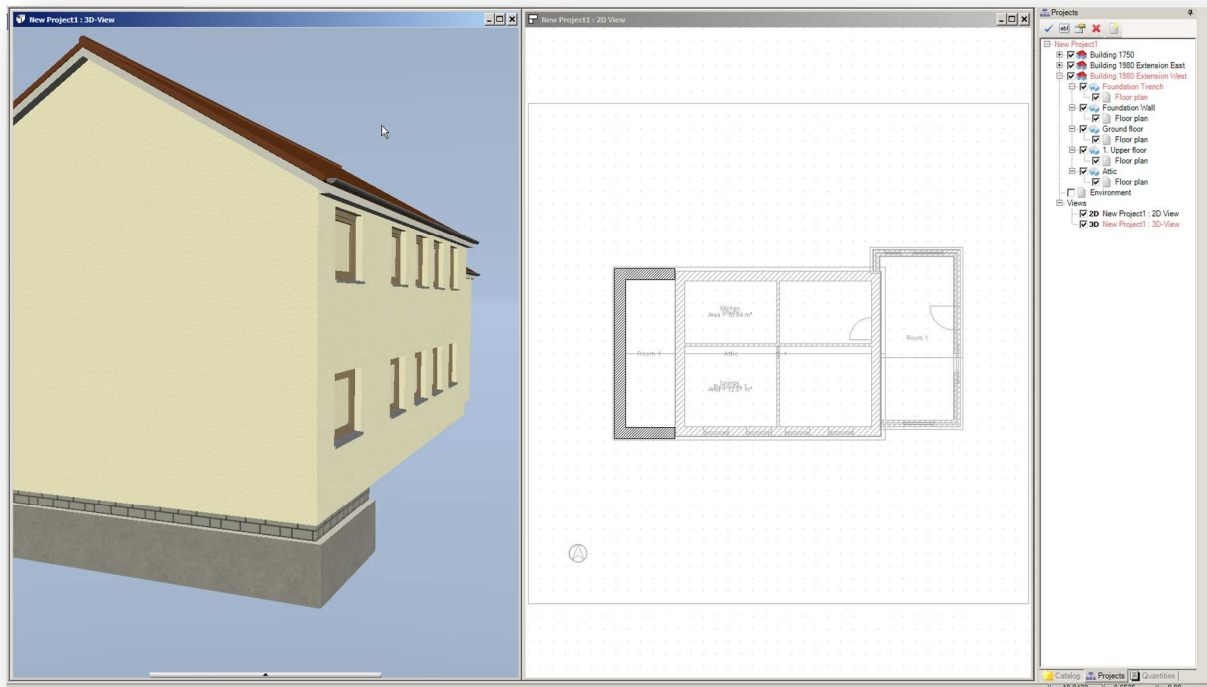 New Project1 : 3D-View
New Project1 : 2D View
Projects
abl
New Project1
Building 1750
Building 1980 Extension East
Building 1980 Extension West
Foundation Trench
Floor plan
Foundation Wall
Floor plan
Ground floor
Floor plan
1. Upper floor
Floor plan
Attic
Floor plan
Environment
Views
2D New Project1 : 2D View
3D New Project1 : 3D-View
Kitchen
Room 1
Attic
Room 1
Catalog
Projects
Quantities